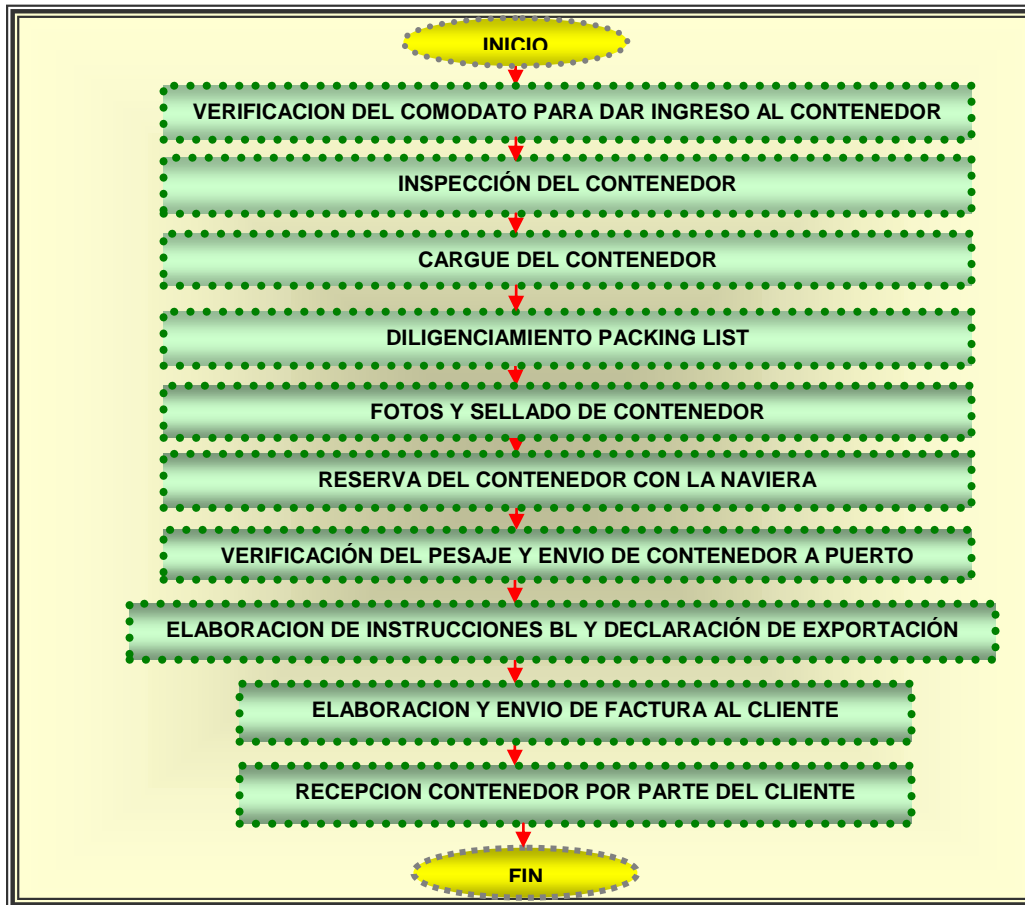 INICIO
VERIFICACION DEL COMODATO PARA DAR INGRESO AL CONTENEDOR
INSPECCIÓN DEL CONTENEDOR
CARGUE DEL CONTENEDOR
DILIGENCIAMIENTO PACKING LIST
FOTOS Y SELLADO DE CONTENEDOR
RESERVA DEL CONTENEDOR CON LA NAVIERA
VERIFICACIÓN DEL PESAJE Y ENVIO DE CONTENEDOR A PUERTO
ELABORACION DE INSTRUCCIONES BL Y DECLARACIÓN DE EXPORTACIÓN
ELABORACION Y ENVIO DE FACTURA AL CLIENTE
RECEPCION CONTENEDOR POR PARTE DEL CLIENTE
FIN